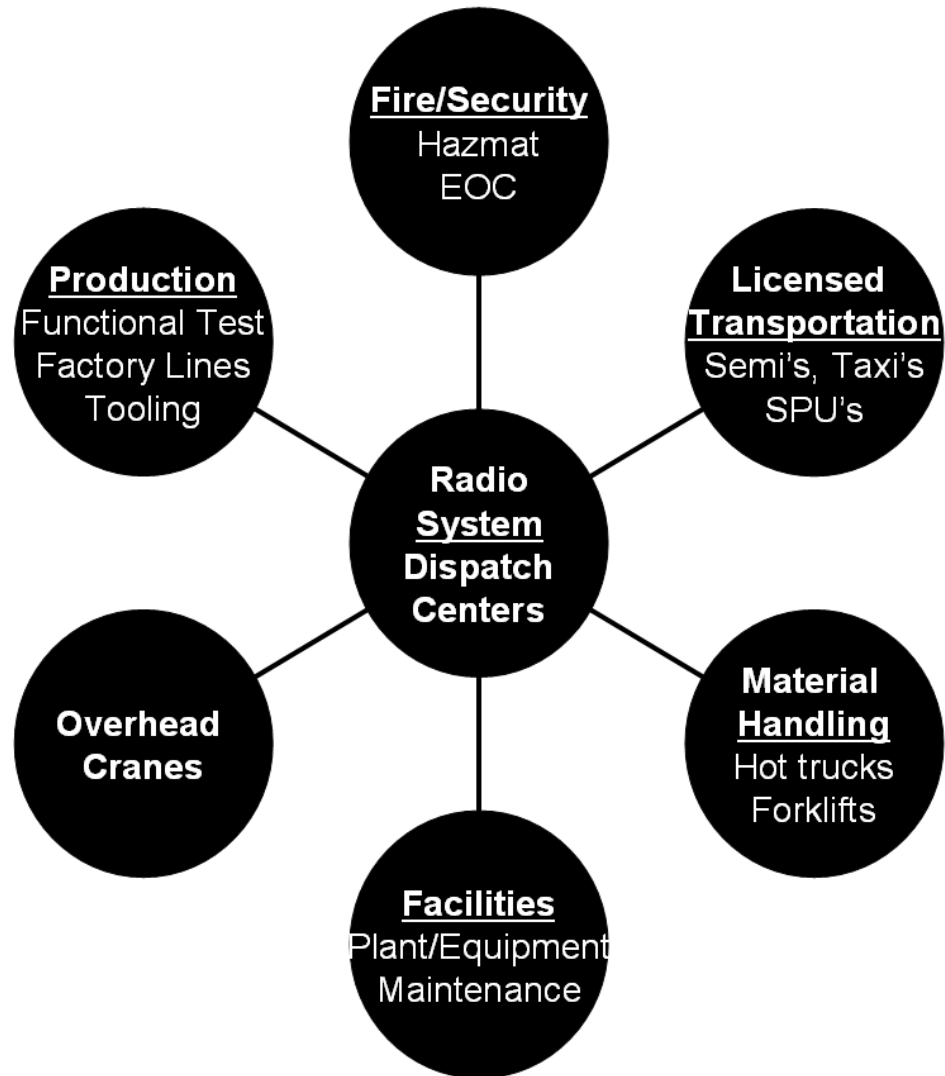 Fire/Security
Hazmat
EOC
Production
Functional Test
Factory Lines
Tooling
Licensed
Transportation
Semi's, Taxi's
SPU's
Radio
System
Dispatch
Centers
Overhead
Cranes
Material
Handling
Hot trucks
Forklifts
Facilities
Plant/Equipment
Maintenance